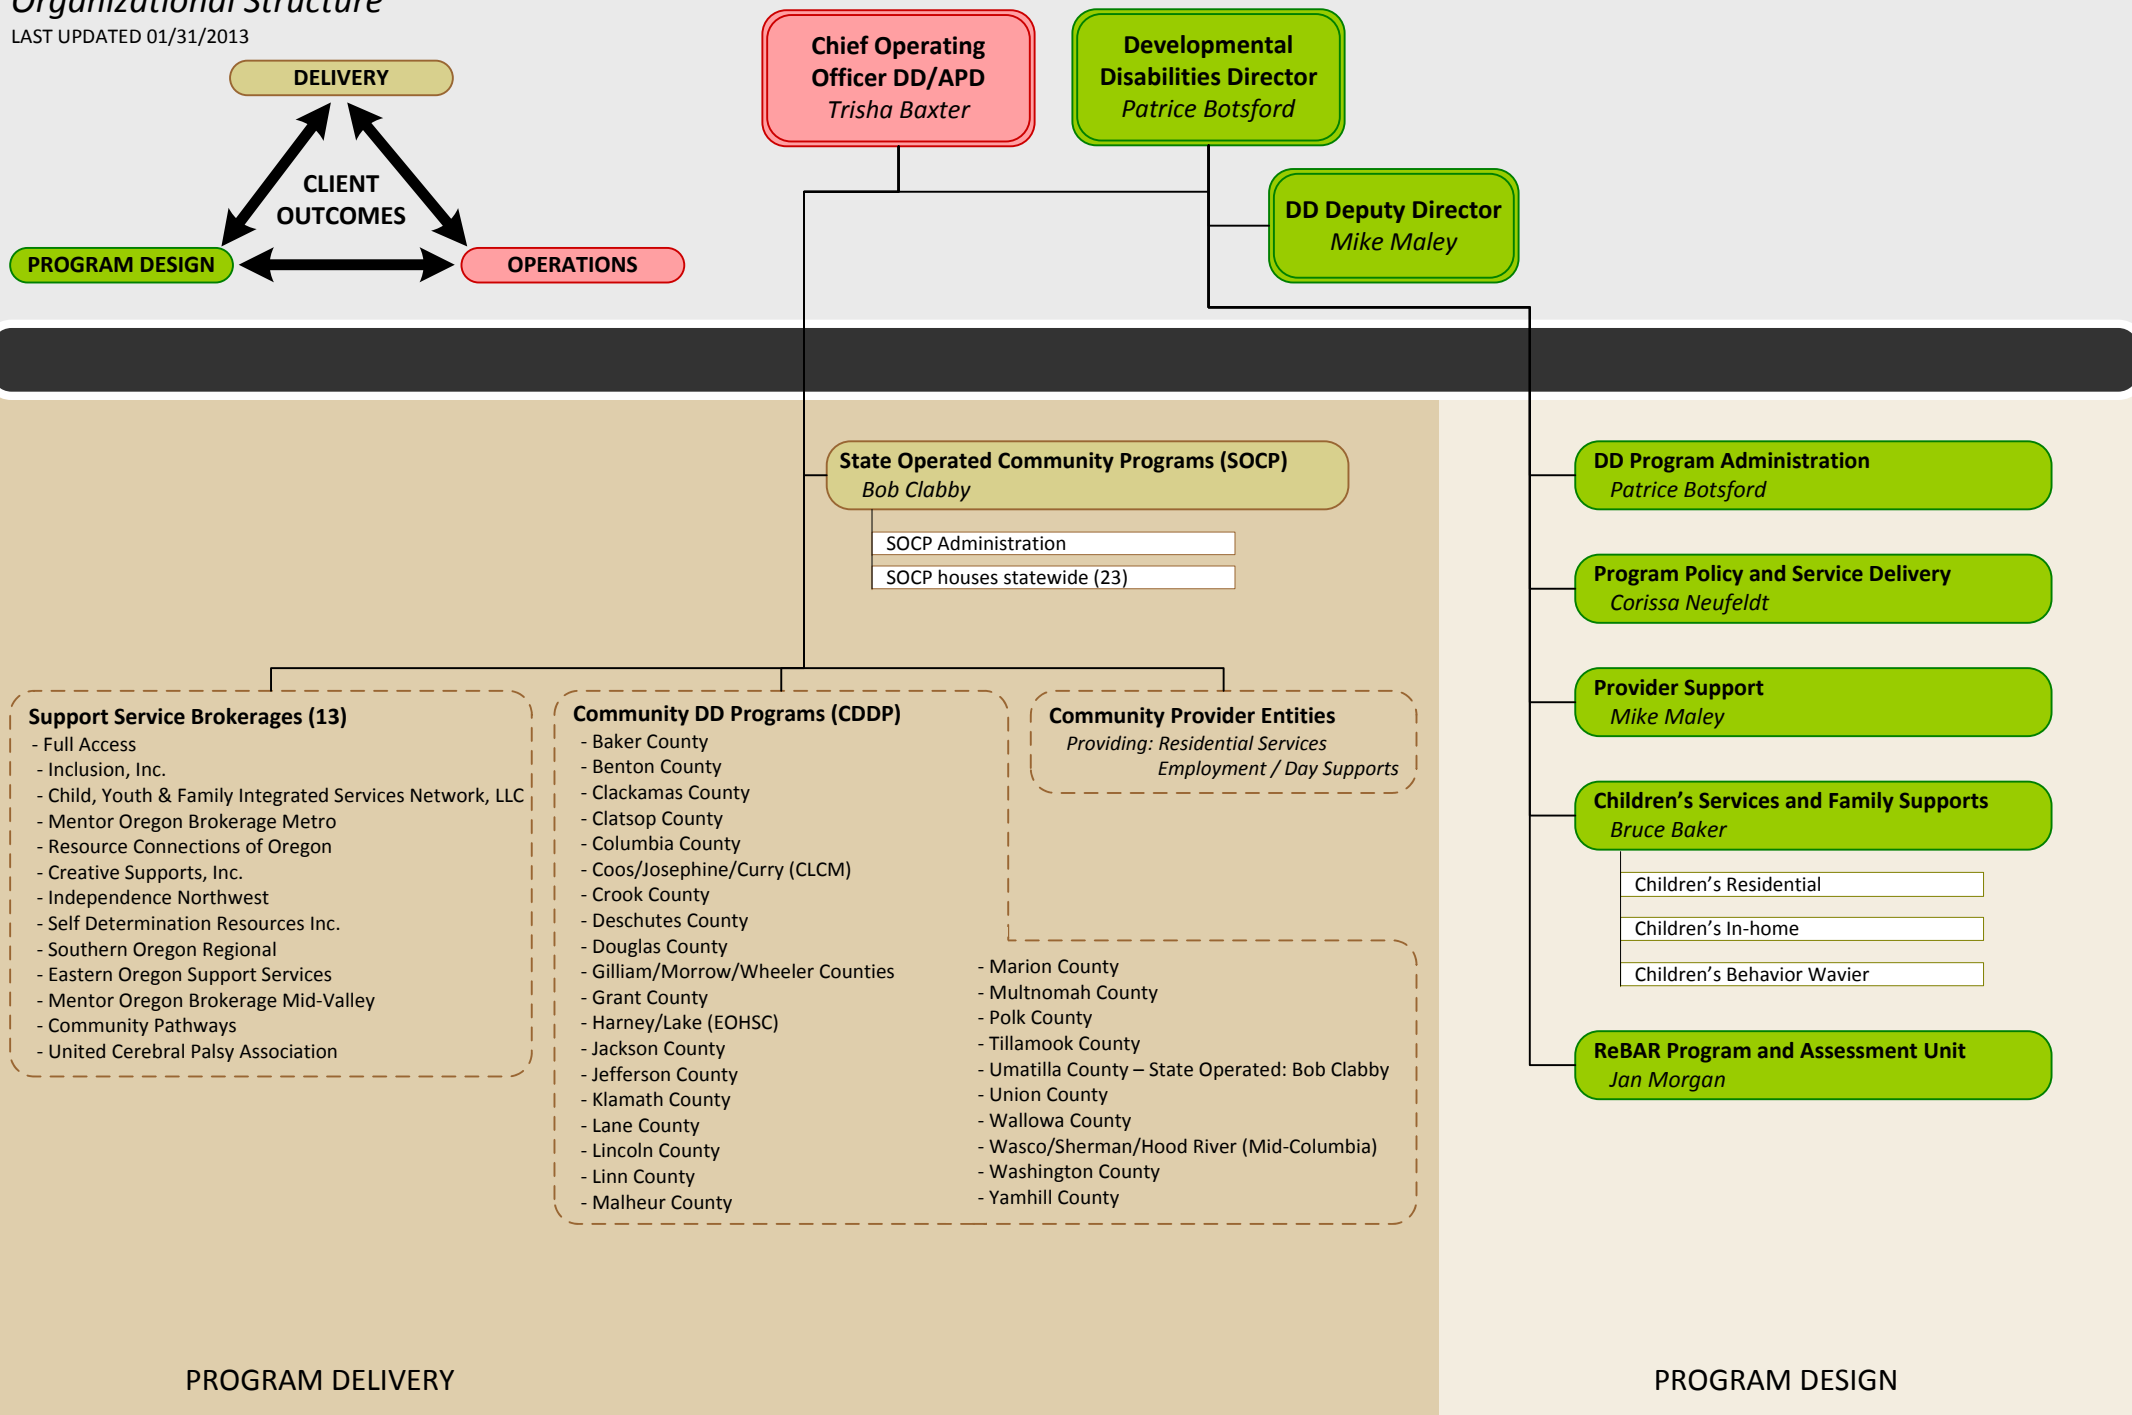 Organizational Structure
LAST UPDATED 01/31/2013
DELIVERY
CLIENT
OUTCOMES
PROGRAM DESIGN
OPERATIONS
Chief Operating
Officer DD/APD
Trisha Baxter
Developmental
Disabilities Director
Patrice Botsford
DD Deputy Director
Mike Maley
State Operated Community Programs (SOCP)
Bob Clabby
SOCP Administration
SOCP houses statewide (23)
Support Service Brokerages (13)
- Full Access
- Inclusion, Inc.
- Child, Youth & Family Integrated Services Network, LLC
- Mentor Oregon Brokerage Metro
- Resource Connections of Oregon
- Creative Supports, Inc.
- Independence Northwest
- Self Determination Resources Inc.
- Southern Oregon Regional
- Eastern Oregon Support Services
- Mentor Oregon Brokerage Mid-Valley
- Community Pathways
- United Cerebral Palsy Association
Community DD Programs (CDDP)
- Baker County
- Benton County
- Clackamas County
- Clatsop County
- Columbia County
- Coos/Josephine/Curry (CLCM)
- Crook County
- Deschutes County
- Douglas County
- Gilliam/Morrow/Wheeler Counties
- Grant County
- Harney/Lake (EOHSC)
- Jackson County
- Jefferson County
- Klamath County
- Lane County
- Lincoln County
- Linn County
- Malheur County
- Marion County
- Multnomah County
- Polk County
- Tillamook County
- Umatilla County – State Operated: Bob Clabby
- Union County
- Wallowa County
- Wasco/Sherman/Hood River (Mid-Columbia)
- Washington County
- Yamhill County
Community Provider Entities
Providing: Residential Services
Employment / Day Supports
DD Program Administration
Patrice Botsford
Program Policy and Service Delivery
Corissa Neufeldt
Provider Support
Mike Maley
Children’s Services and Family Supports
Bruce Baker
Children’s Residential
Children’s In-home
Children’s Behavior Wavier
ReBAR Program and Assessment Unit
Jan Morgan
PROGRAM DELIVERY
PROGRAM DESIGN